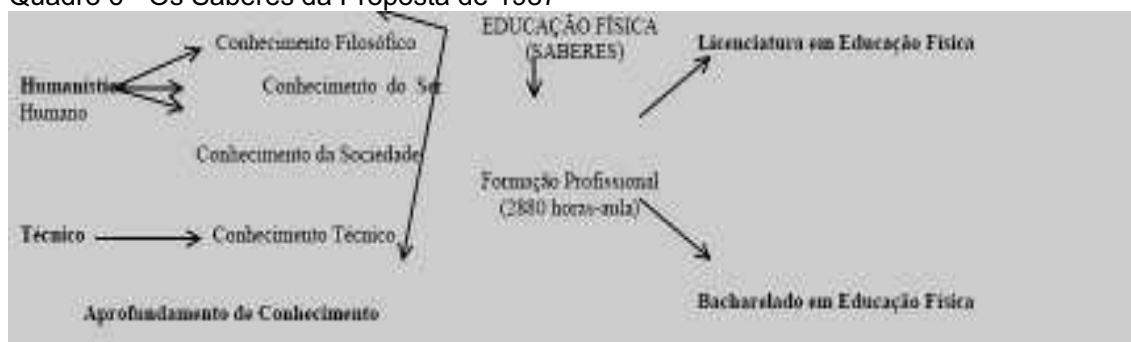 Quadro 6 - Os Saberes da Proposta de 1987
EDUCAÇÃO FÍSICA
(SABERES)
Conhecimento Filosófico
Licenciatura em Educação Física
Humanístico
Conhecimento do Ser
Humano
Conhecimento da Sociedade
Formação Profissional
(2880 horas-aula)
Técnico
Conhecimento Técnico
Aprofundamento de Conhecimento
Bacharelado em Educação Física